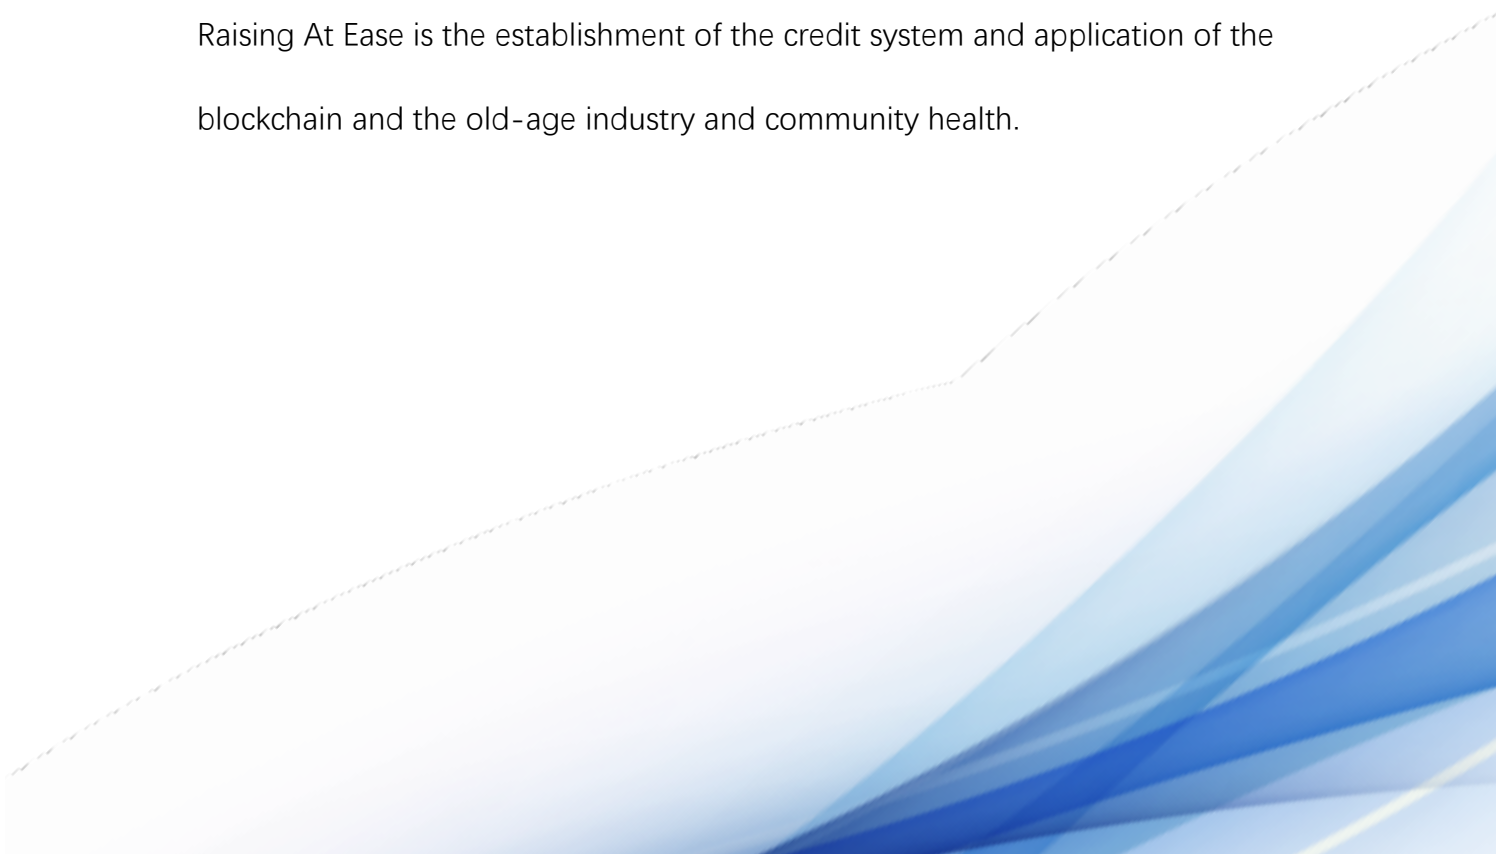 Raising At Ease is the establishment of the credit system and application of the
blockchain and the old-age industry and community health.